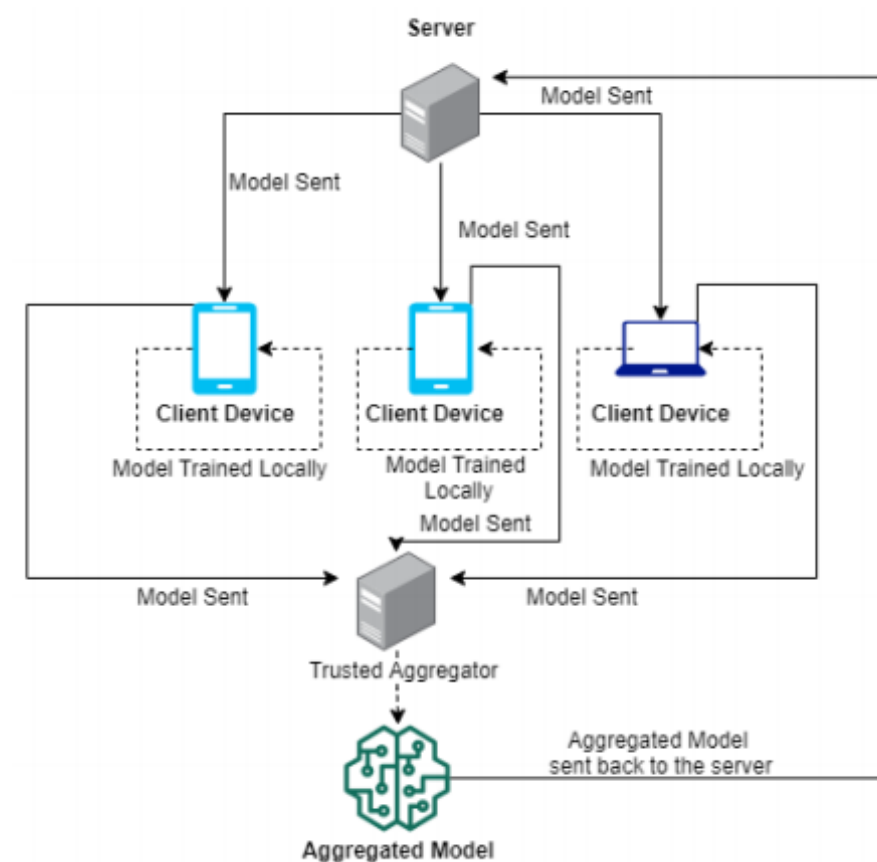 Server
Model Sent
Model Sent
Model Sent
Client Device
Client Device
Client Device
Model Trained Locally
Model Trained
Locally
Model Trained Locally
Model Sent
Model Sent
Model Sent
Trusted Aggregator
Aggregated Model
sent back to the server
Aggregated Model